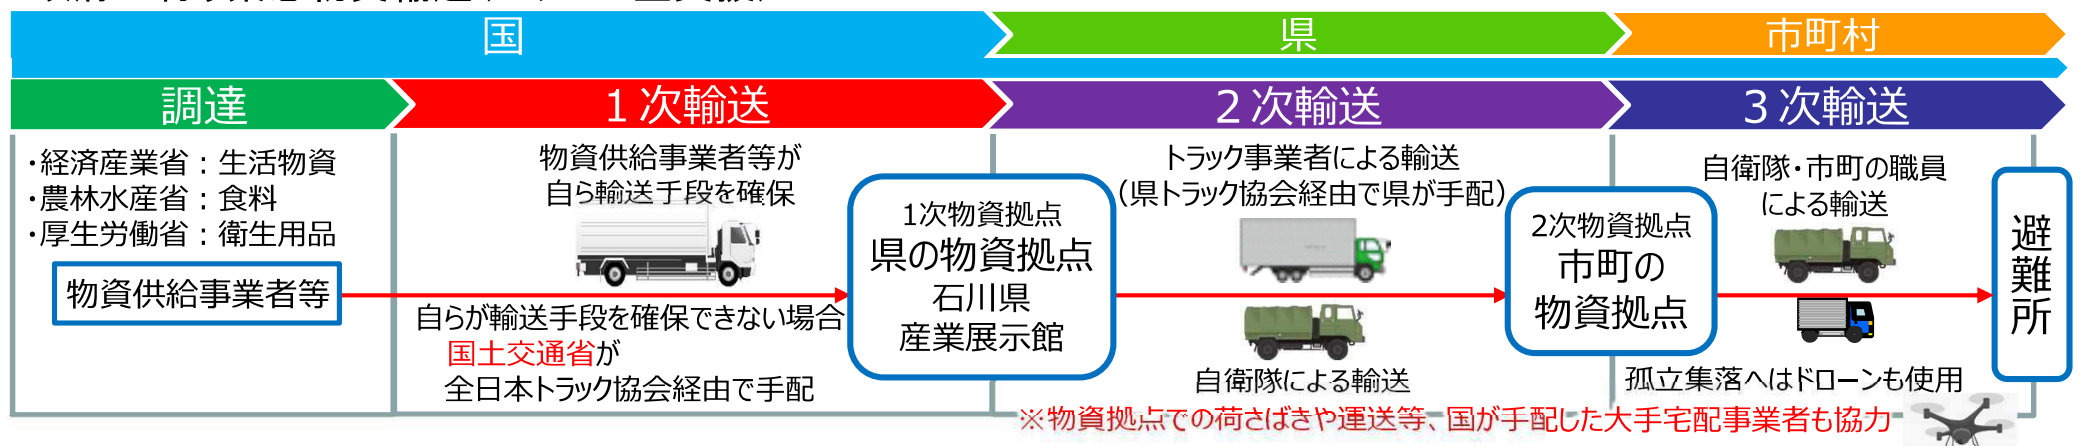 国
県
市町村
調達
１次輸送
２次輸送
３次輸送
・経済産業省：生活物資
・農林水産省：食料
・厚生労働省：衛生用品
物資供給事業者等
物資供給事業者等が
自ら輸送手段を確保
自らが輸送手段を確保できない場合
国土交通省が
全日本トラック協会経由で手配
1次物資拠点
県の物資拠点
石川県
産業展示館
トラック事業者による輸送
（県トラック協会経由で県が手配）
自衛隊による輸送
2次物資拠点
市町の
物資拠点
自衛隊・市町の職員
による輸送
孤立集落へはドローンも使用
避難所
※物資拠点での荷さばきや運送等、国が手配した大手宅配事業者も協力